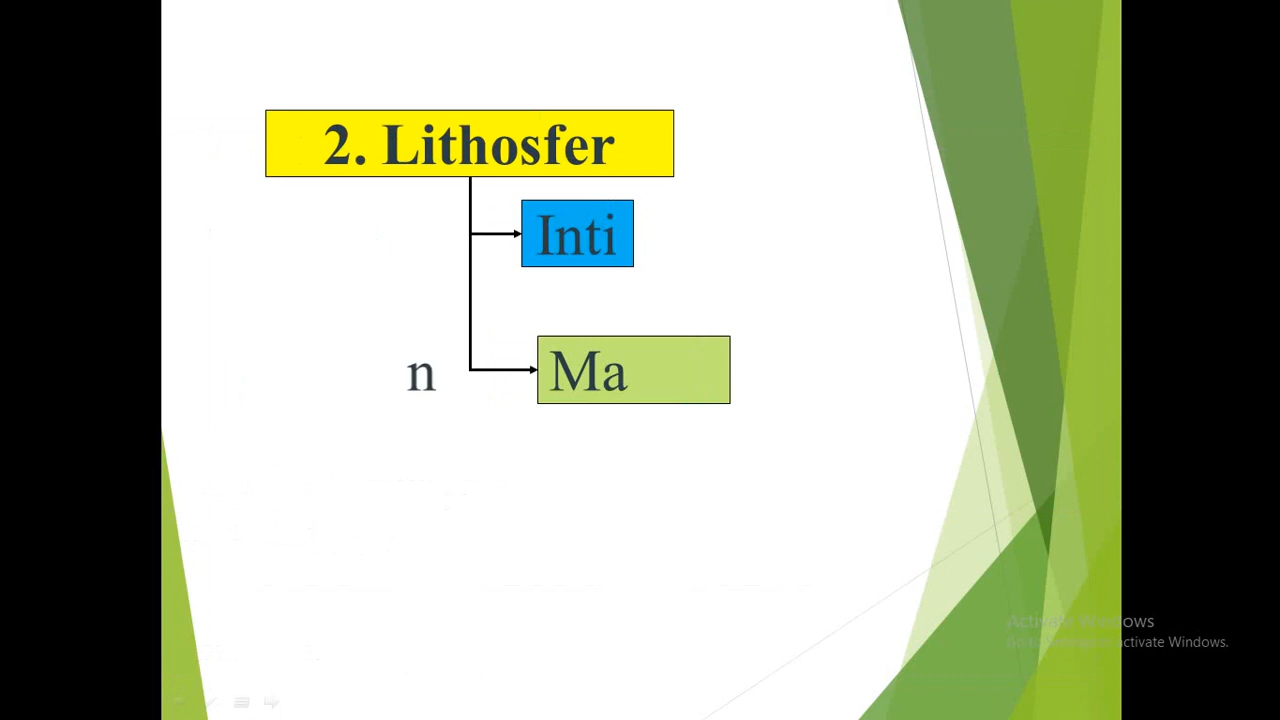 2. Lithosfer
Inti
n Ma
Activate Windows
Go to Settings to activate Windows.